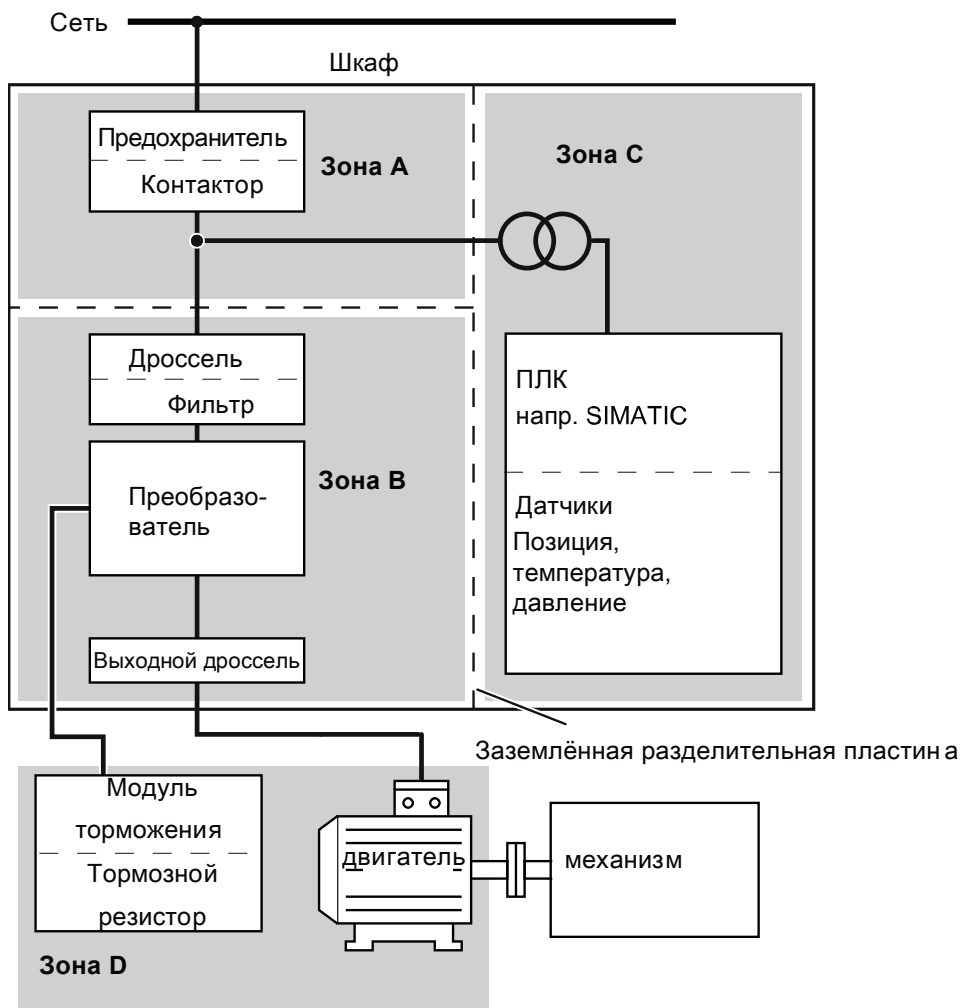 Сеть
Шкаф
Предохранитель
Контактор
Зона A
Зона C
Дроссель
Фильтр
Преобразо-
ватель
Зона B
Выходной дроссель
ПЛК
напр. SIMATIC
Датчики
Позиция,
температура,
давление
Заземлённая разделительная пластина
Модуль
торможения
Тормозной
резистор
двигатель
механизм
Зона D